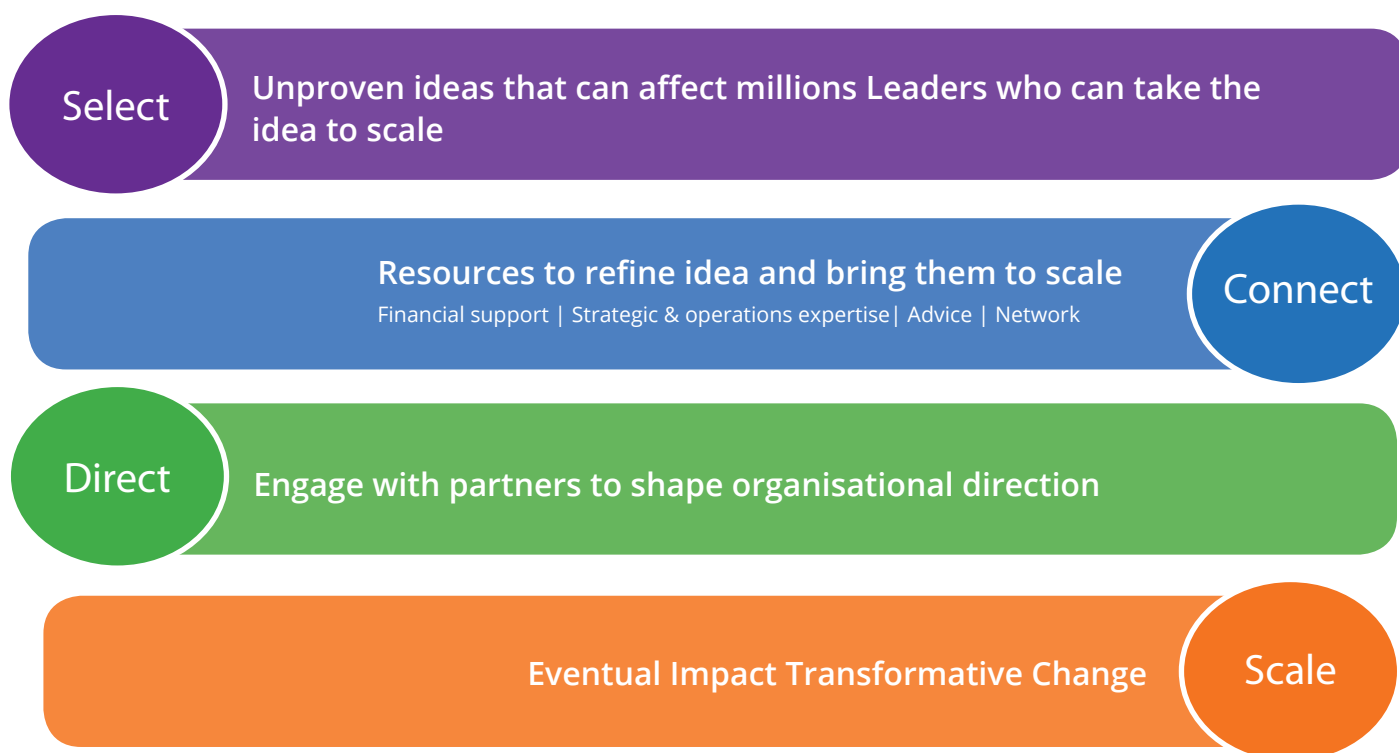 Select
Unproven ideas that can affect millions Leaders who can take the
idea to scale
Resources to refine idea and bring them to scale
Financial support | Strategic & operations expertise| Advice | Network
Connect
Direct
Engage with partners to shape organisational direction
Eventual Impact Transformative Change
Scale